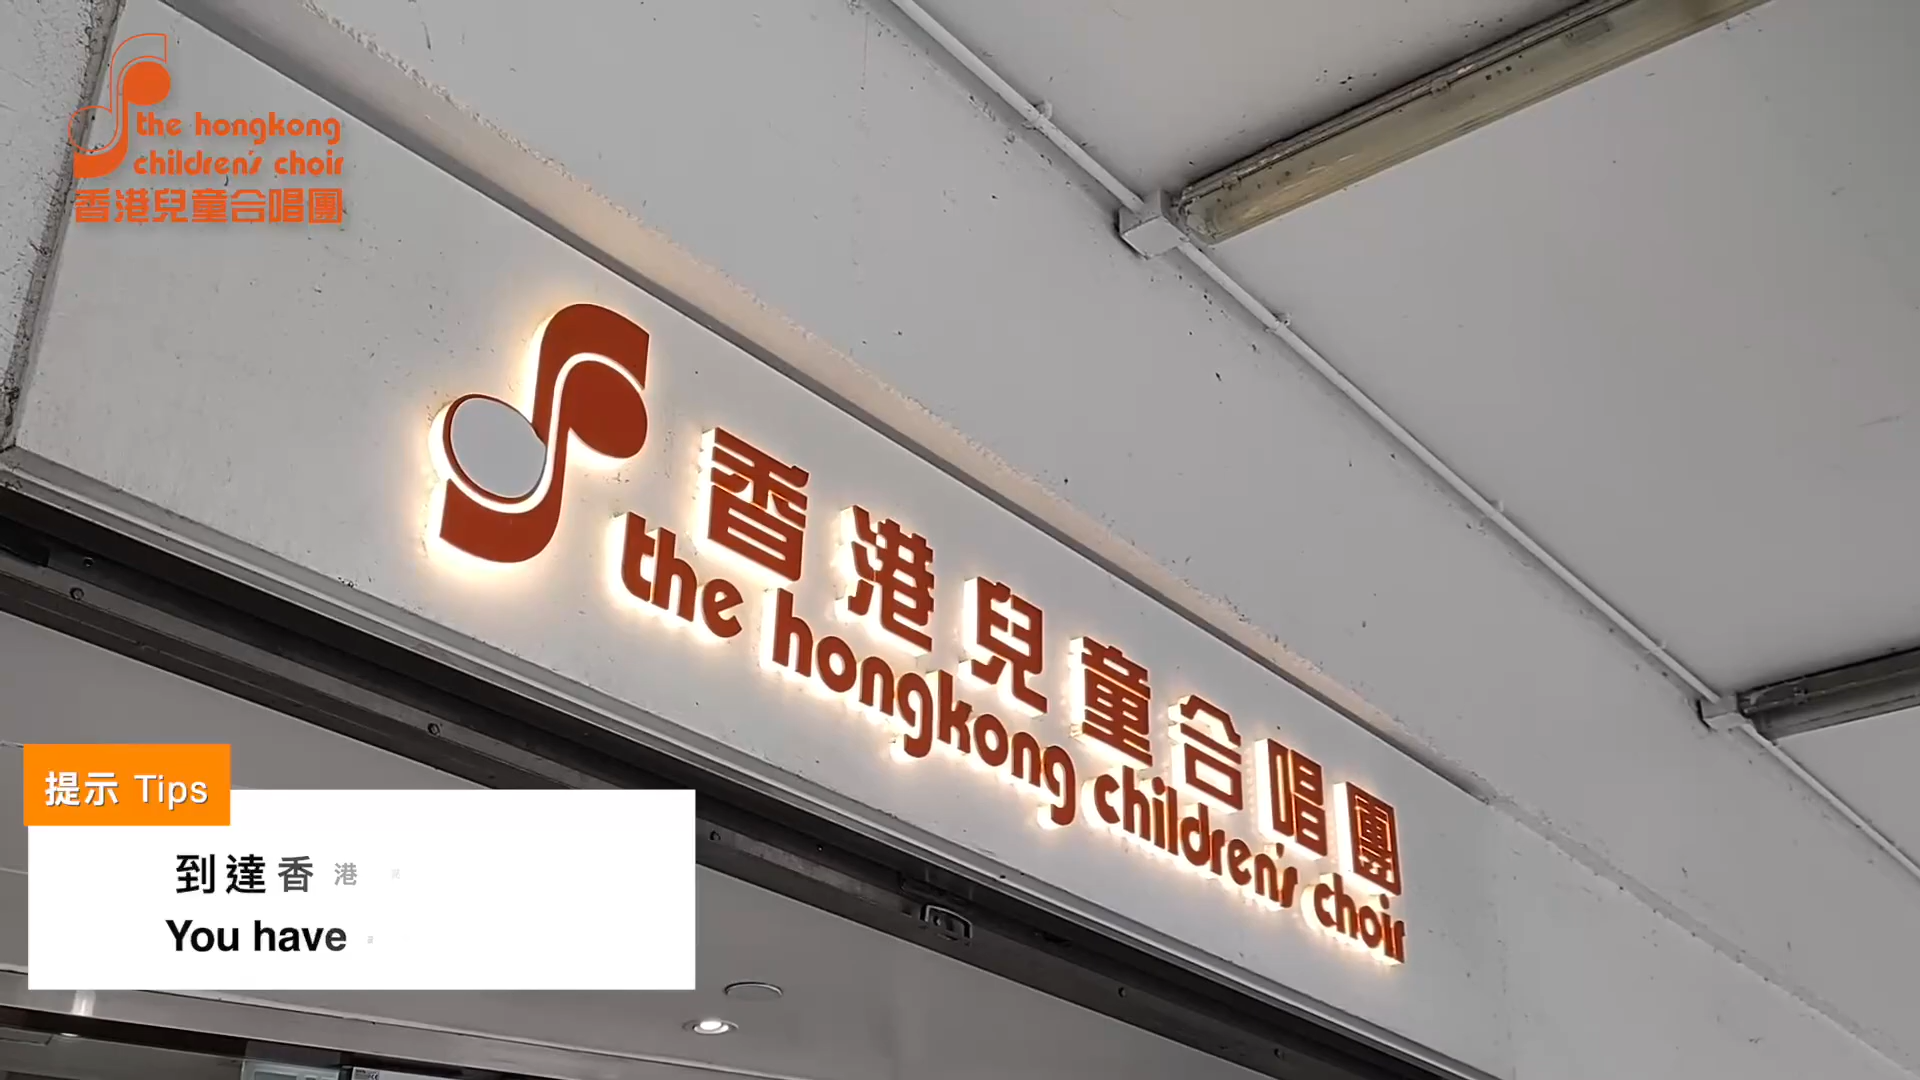 the hongkong
children's choir
香港兒童合唱團
香港兒童合唱團
the hongkong children's choir
提示 Tips
到達香港
You have